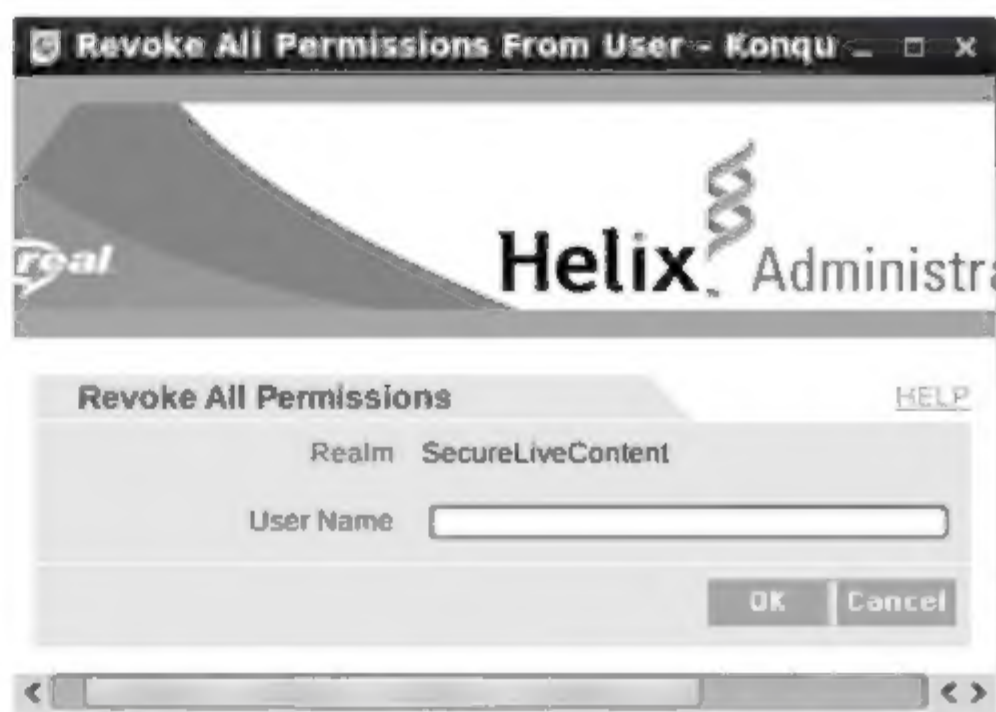 Revoke All Permissions From User - Konqu
real
Helix Administra
Revoke All Permissions
HELP
Realm SecureLiveContent
User Name
OK Cancel